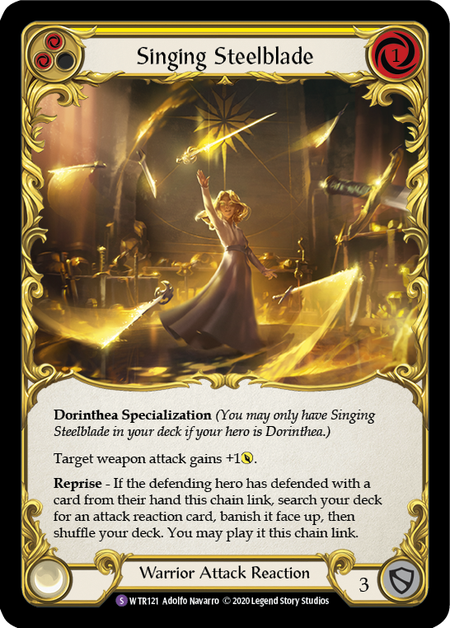 Singing Steelblade
1
Dorinthea Specialization (You may only have Singing
Steelblade in your deck if your hero is Dorinthea.)
Target weapon attack gains +1.
Reprise - If the defending hero has defended with a
card from their hand this chain link, search your deck
for an attack reaction card, banish it face up, then
shuffle your deck. You may play it this chain link.
Warrior Attack Reaction
3
S WTR121 Adolfo Navarro © 2020 Legend Story Studios